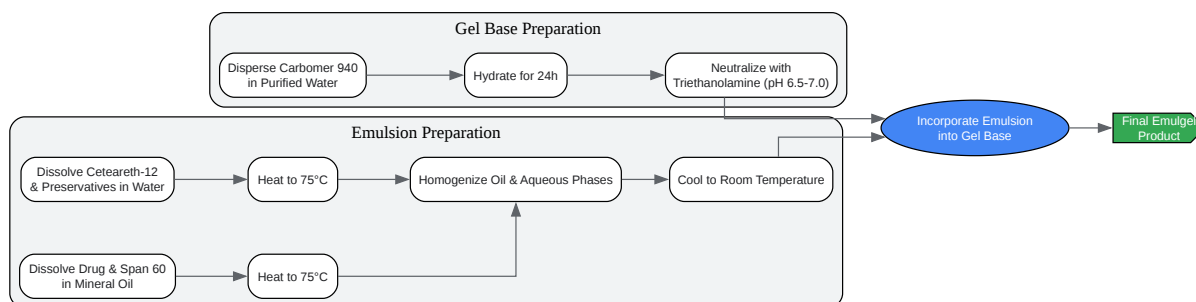 Gel Base Preparation
Disperse Carbomer 940
in Purified Water
Hydrate for 24h
Neutralize with
Triethanolamine (pH 6.5-7.0)
Incorporate Emulsion
into Gel Base
Final Emulgel
Product
Emulsion Preparation
Dissolve Ceteareth-12
& Preservatives in Water
Heat to 75°C
Homogenize Oil & Aqueous Phases
Cool to Room Temperature
Dissolve Drug & Span 60
in Mineral Oil
Heat to 75°C